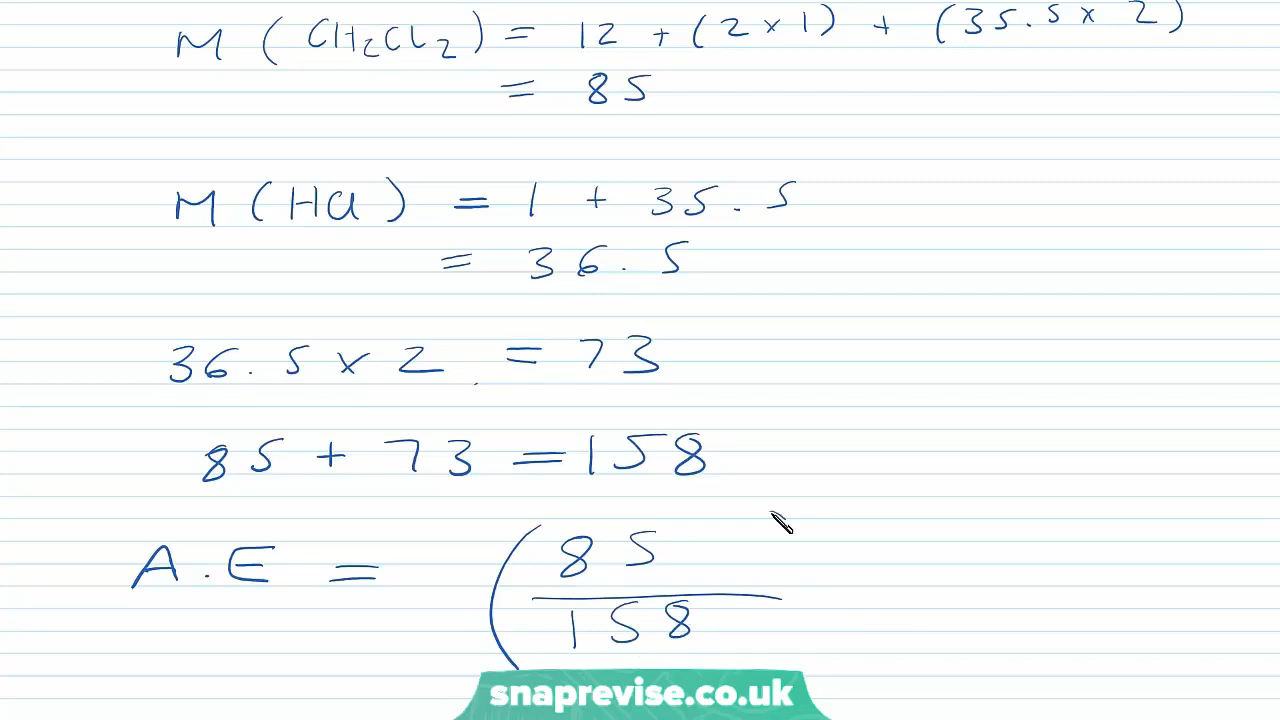 M ( CH₂Cl₂ ) = 12 + (2 × 1) + (35.5 × 2)
= 85
M (HCl) = 1 + 35.5
= 36.5
36.5 × 2 = 73
85 + 73 = 158
A.E = ( 85
158
snaprevise.co.uk